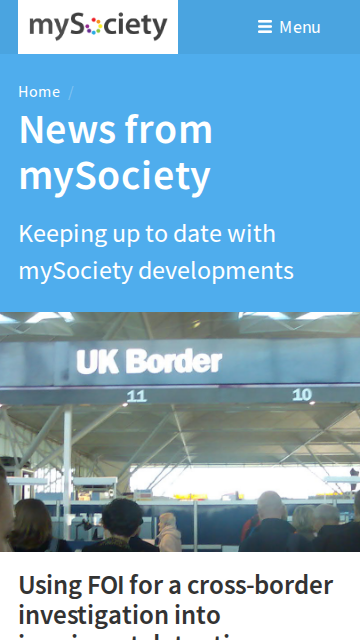 mySociety
Menu
Home /
News from
mySociety
Keeping up to date with
mySociety developments
UK Border
11
10
Using FOI for a cross-border
investigation into